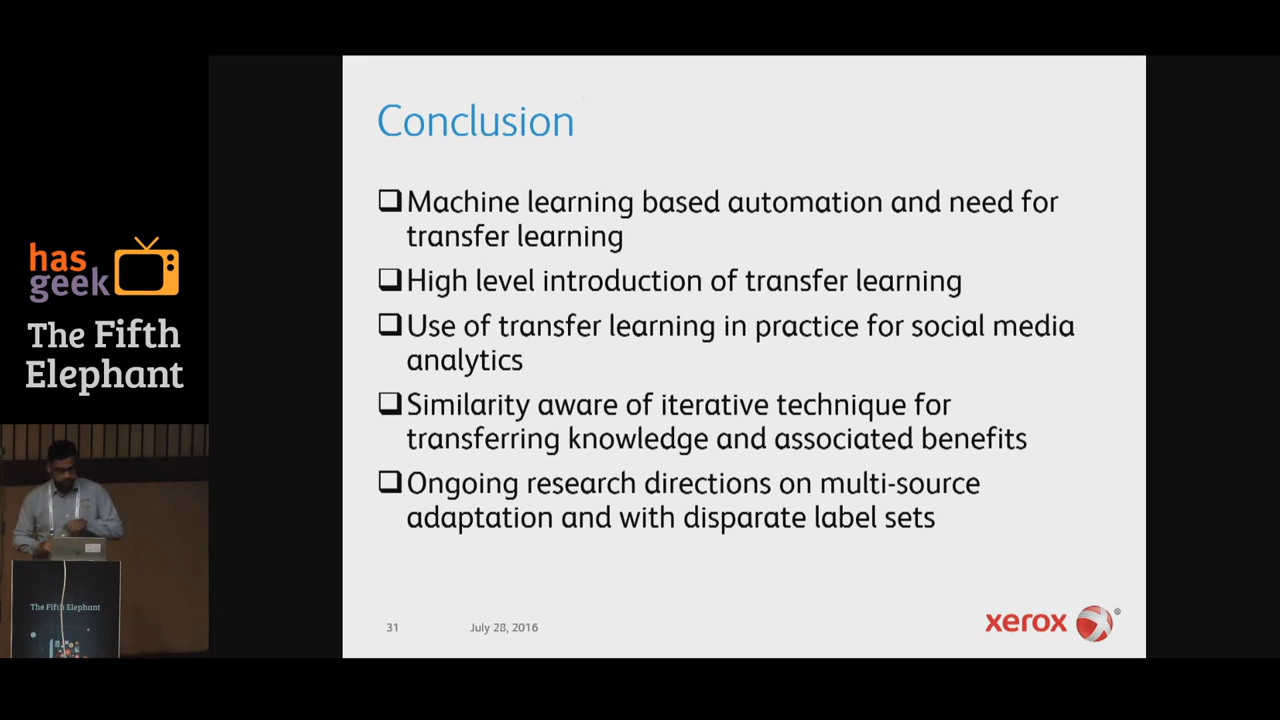 has
geek
The Fifth
Elephant
The Fifth Elephant
Conclusion
Machine learning based automation and need for
transfer learning
High level introduction of transfer learning
Use of transfer learning in practice for social media
analytics
Similarity aware of iterative technique for
transferring knowledge and associated benefits
Ongoing research directions on multi-source
adaptation and with disparate label sets
31
July 28, 2016
xerox